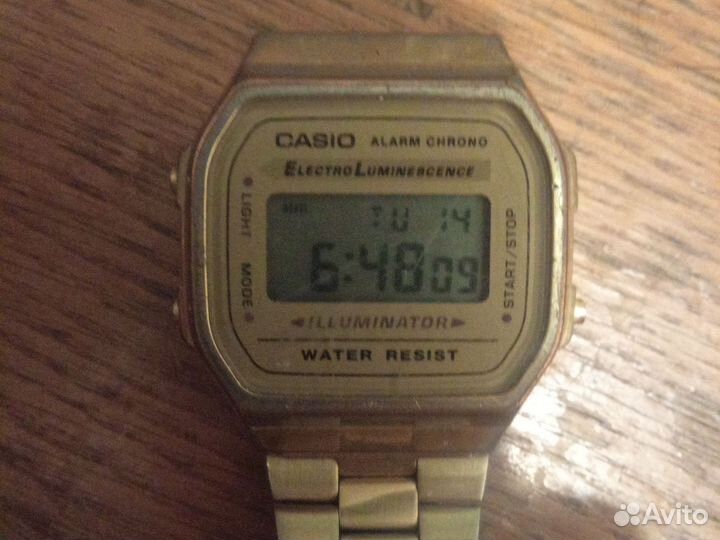 CASIO ALARM CHRONO
ELECTRO LUMINESCENCE
LIGHT
MODE
TU 14
6:48 09
START/STOP
ILLUMINATOR
WATER RESIST
Avito